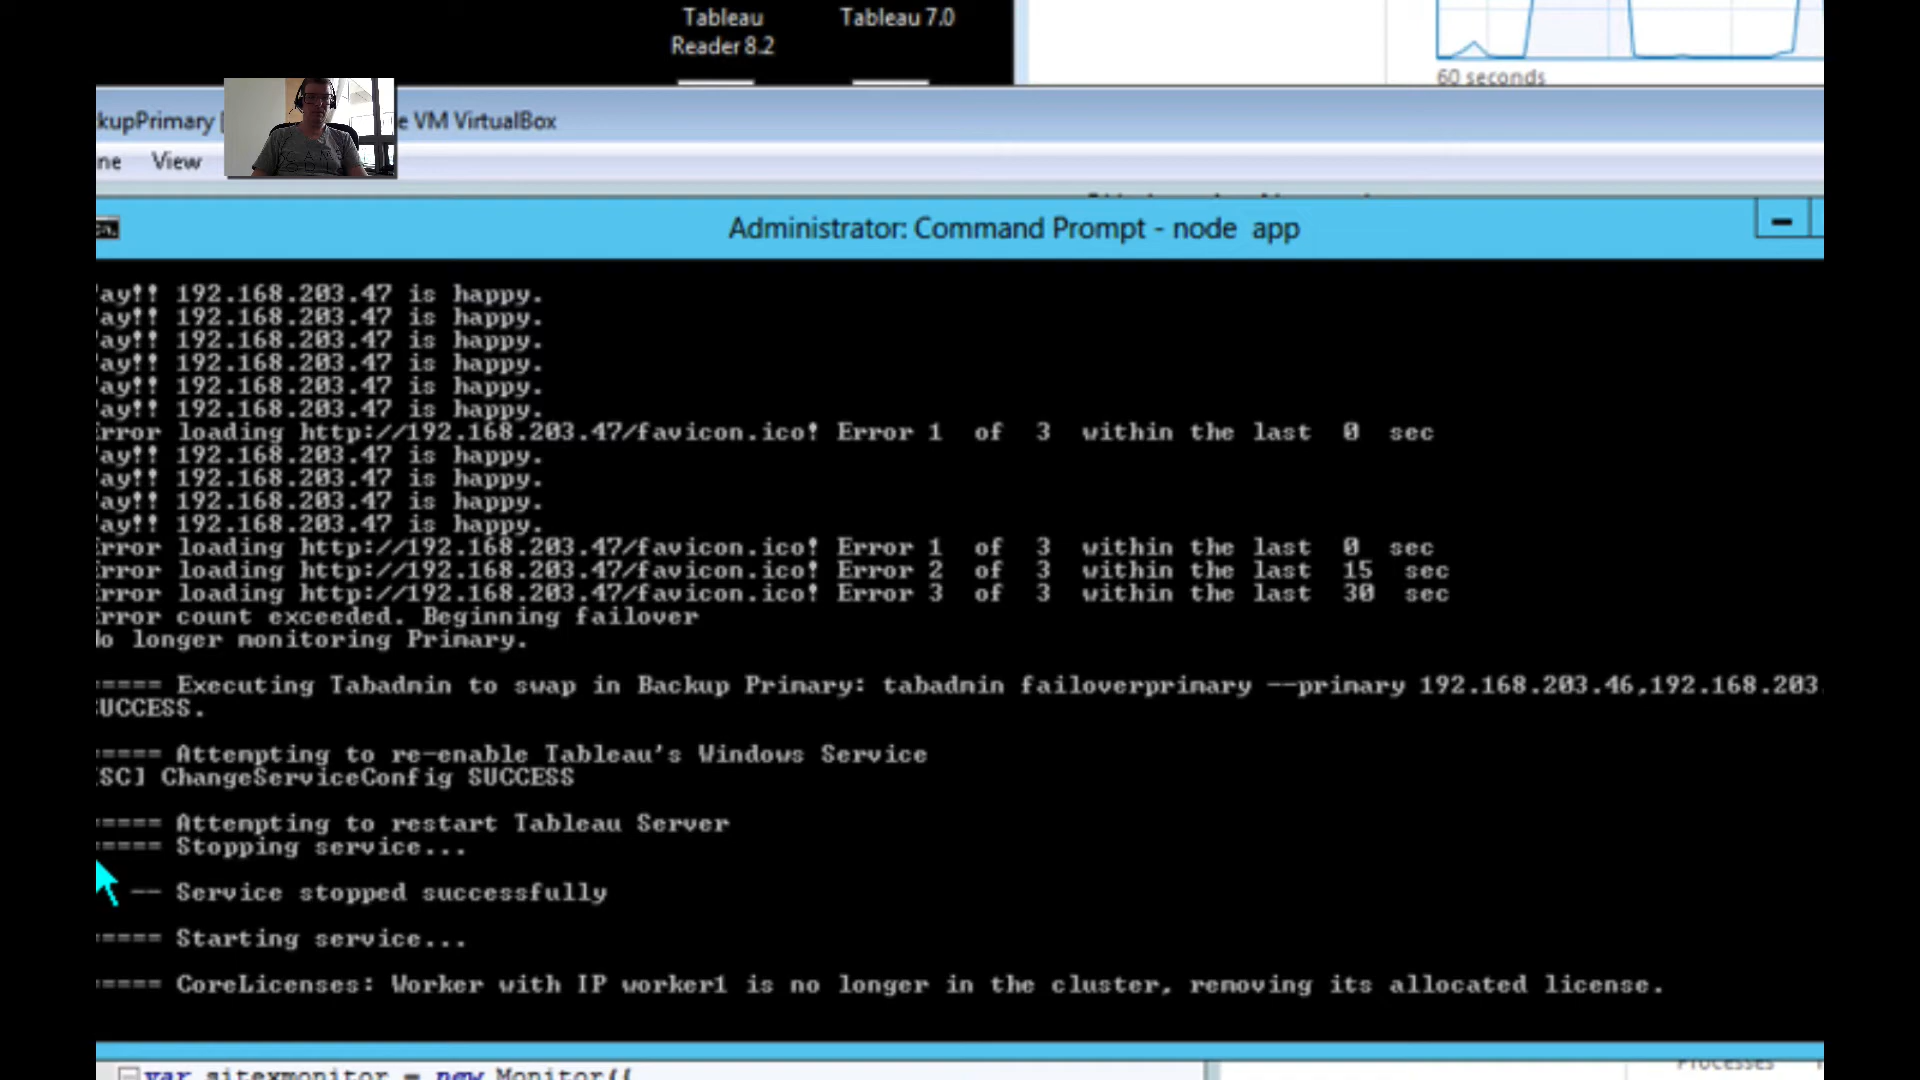 Tableau
Reader 8.2
Tableau 7.0
60 seconds
kupPrimary [
e VM VirtualBox
ne View
Administrator: Command Prompt - node app
ay!! 192.168.203.47 is happy.
ay!! 192.168.203.47 is happy.
ay!! 192.168.203.47 is happy.
ay!! 192.168.203.47 is happy.
ay!! 192.168.203.47 is happy.
ay!! 192.168.203.47 is happy.
Error loading http://192.168.203.47/favicon.ico! Error 1 of 3 within the last 0 sec
ay!! 192.168.203.47 is happy.
ay!! 192.168.203.47 is happy.
ay!! 192.168.203.47 is happy.
ay!! 192.168.203.47 is happy.
Error loading http://192.168.203.47/favicon.ico! Error 1 of 3 within the last 0 sec
Error loading http://192.168.203.47/favicon.ico! Error 2 of 3 within the last 15 sec
Error loading http://192.168.203.47/favicon.ico! Error 3 of 3 within the last 30 sec
Error count exceeded. Beginning failover
No longer monitoring Primary.
===== Executing Tabadmin to swap in Backup Primary: tabadmin failoverprimary --primary 192.168.203.46,192.168.203.
UCCESS.
===== Attempting to re-enable Tableau's Windows Service
[SC] ChangeServiceConfig SUCCESS
===== Attempting to restart Tableau Server
===== Stopping service...
-- Service stopped successfully
===== Starting service...
===== CoreLicenses: Worker with IP worker1 is no longer in the cluster, removing its allocated license.
var sitexmonitor = new Monitor({
Processes